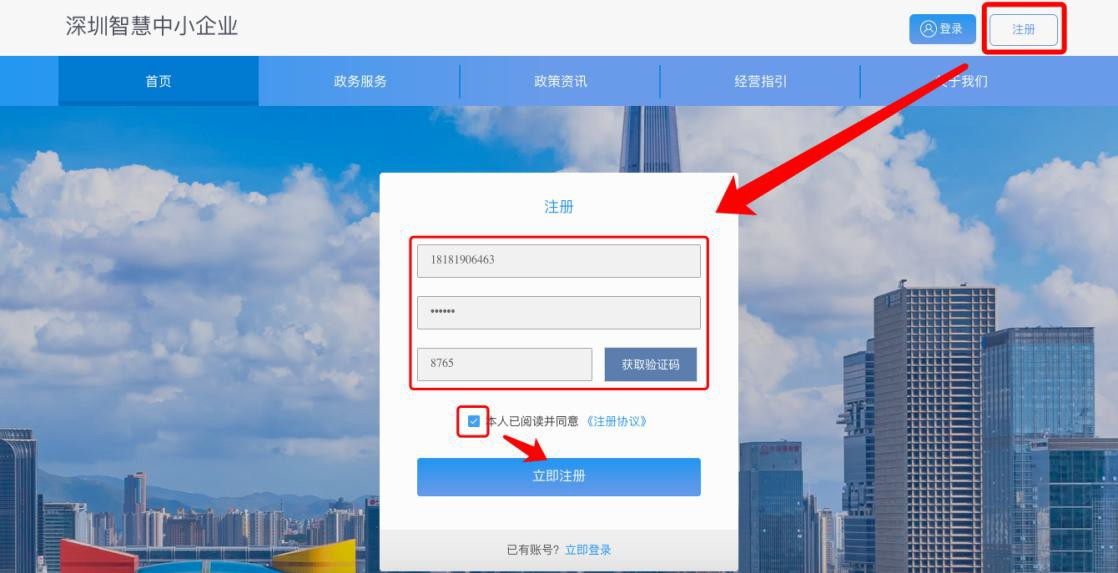 深圳智慧中小企业
登录
注册
首页
政务服务
政策资讯
经营指引
关于我们
注册
18181906463
••••••
8765
获取验证码
本人已阅读并同意《注册协议》
立即注册
已有账号？立即登录